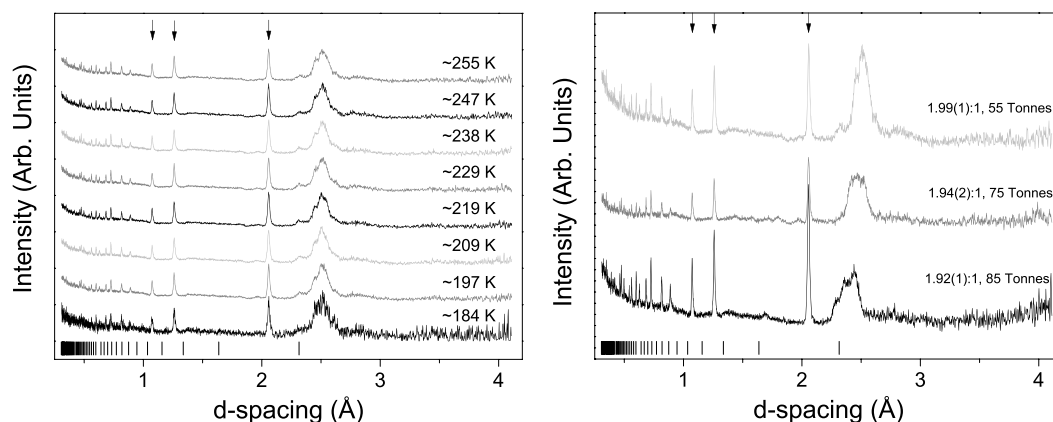 Intensity (Arb. Units)
~255 K
~247 K
~238 K
~229 K
~219 K
~209 K
~197 K
~184 K
1 2 3 4
d-spacing (Å)
Intensity (Arb. Units)
1.99(1):1, 55 Tonnes
1.94(2):1, 75 Tonnes
1.92(1):1, 85 Tonnes
1 2 3 4
d-spacing (Å)